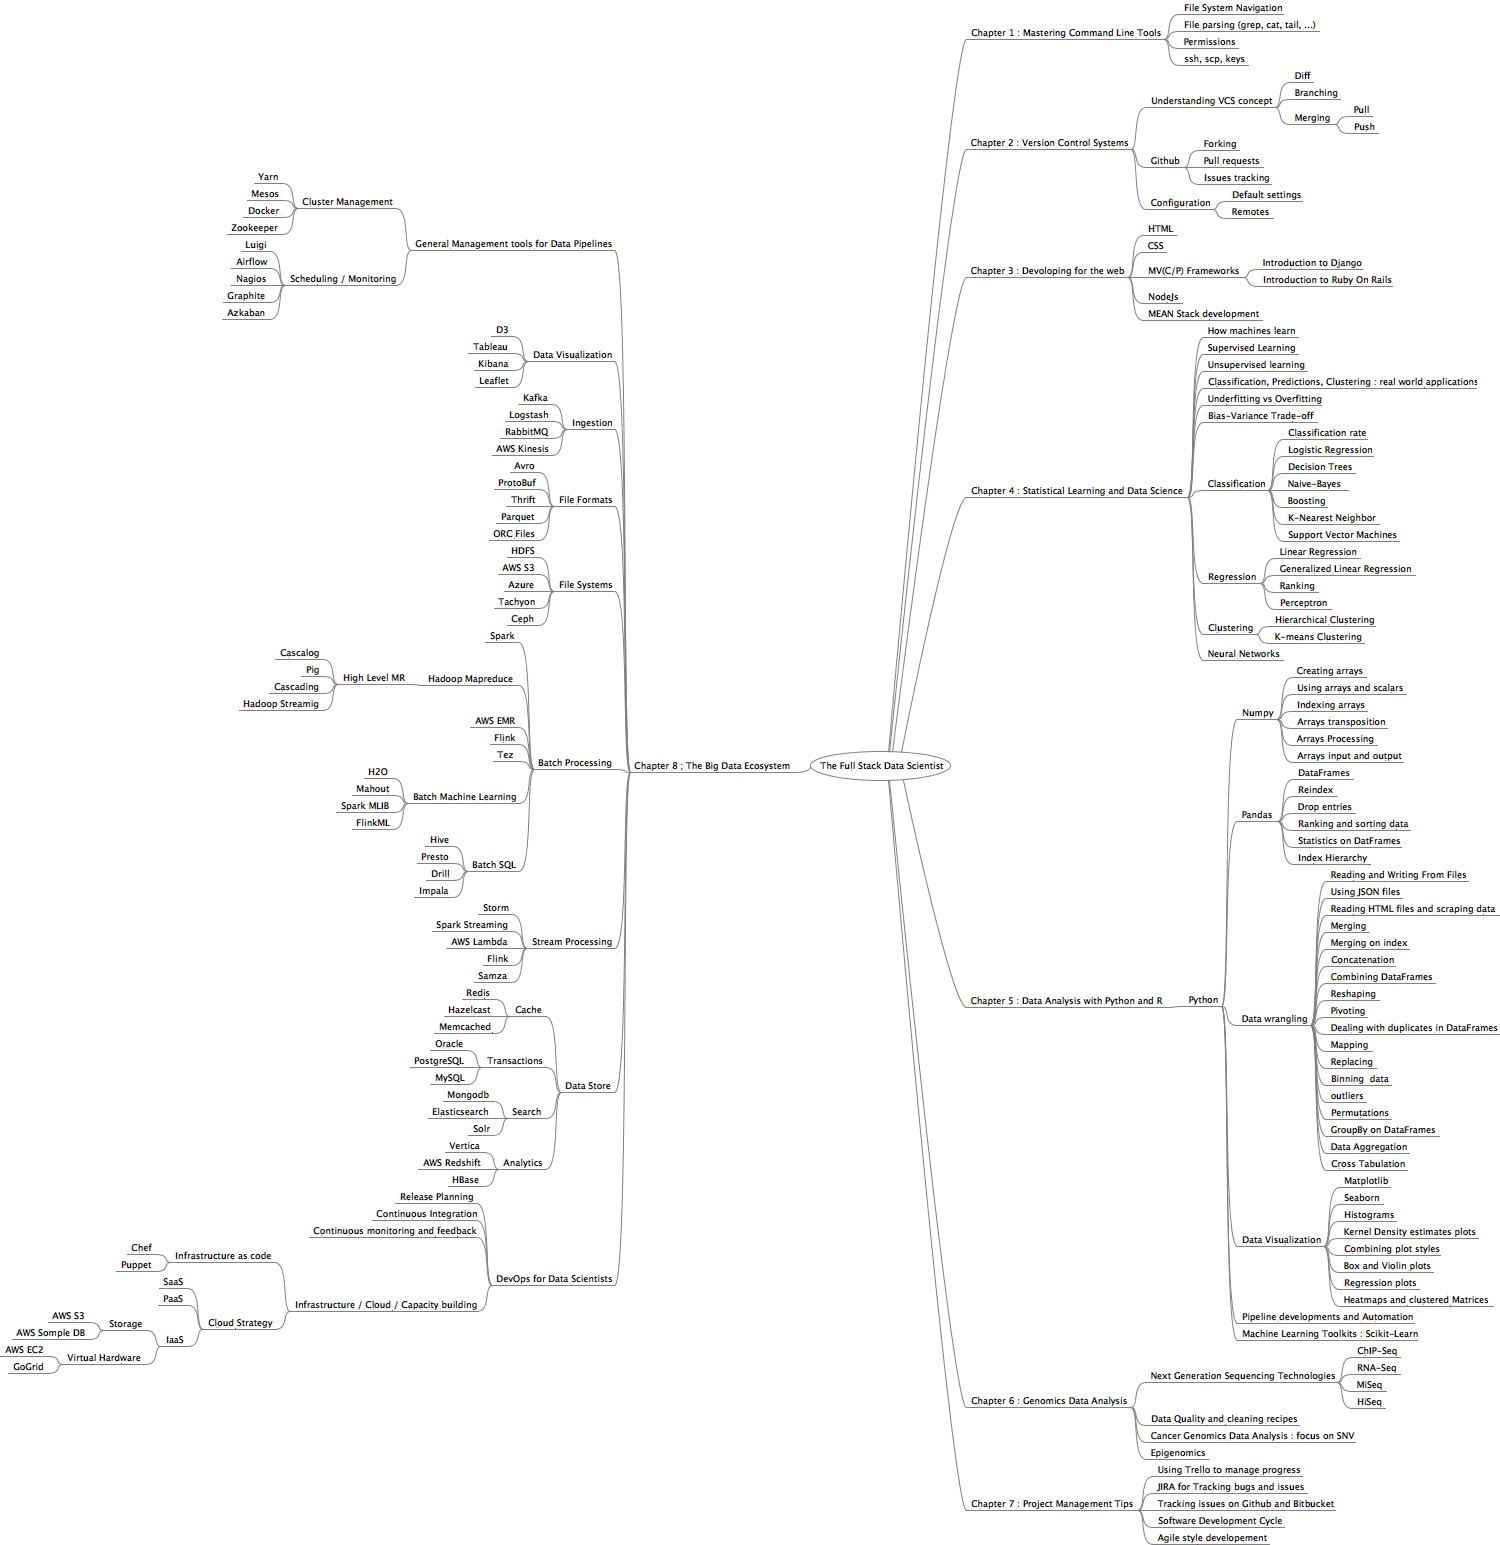 The Full Stack Data Scientist
Chapter 1 : Mastering Command Line Tools
File System Navigation
File parsing (grep, cat, tail, ...)
Permissions
ssh, scp, keys
Chapter 2 : Version Control Systems
Understanding VCS concept
Diff
Branching
Merging
Pull
Push
Github
Forking
Pull requests
Issues tracking
Configuration
Default settings
Remotes
Chapter 3 : Devoloping for the web
HTML
CSS
MV(C/P) Frameworks
Introduction to Django
Introduction to Ruby On Rails
NodeJs
MEAN Stack development
Chapter 4 : Statistical Learning and Data Science
How machines learn
Supervised Learning
Unsupervised learning
Classification, Predictions, Clustering : real world applications
Underfitting vs Overfitting
Bias-Variance Trade-off
Classification
Classification rate
Logistic Regression
Decision Trees
Naive-Bayes
Boosting
K-Nearest Neighbor
Support Vector Machines
Regression
Linear Regression
Generalized Linear Regression
Ranking
Perceptron
Clustering
Hierarchical Clustering
K-means Clustering
Neural Networks
Chapter 5 : Data Analysis with Python and R
Python
Numpy
Creating arrays
Using arrays and scalars
Indexing arrays
Arrays transposition
Arrays Processing
Arrays input and output
Pandas
DataFrames
Reindex
Drop entries
Ranking and sorting data
Statistics on DatFrames
Index Hierarchy
Data wrangling
Reading and Writing From Files
Using JSON files
Reading HTML files and scraping data
Merging
Merging on index
Concatenation
Combining DataFrames
Reshaping
Pivoting
Dealing with duplicates in DataFrames
Mapping
Replacing
Binning  data
outliers
Permutations
GroupBy on DataFrames
Data Aggregation
Cross Tabulation
Data Visualization
Matplotlib
Seaborn
Histograms
Kernel Density estimates plots
Combining plot styles
Box and Violin plots
Regression plots
Heatmaps and clustered Matrices
Pipeline developments and Automation
Machine Learning Toolkits : Scikit-Learn
Chapter 6 : Genomics Data Analysis
Next Generation Sequencing Technologies
ChIP-Seq
RNA-Seq
MiSeq
HiSeq
Data Quality and cleaning recipes
Cancer Genomics Data Analysis : focus on SNV
Epigenomics
Chapter 7 : Project Management Tips
Using Trello to manage progress
JIRA for Tracking bugs and issues
Tracking issues on Github and Bitbucket
Software Development Cycle
Agile style developement
Chapter 8 ; The Big Data Ecosystem
General Management tools for Data Pipelines
Cluster Management
Yarn
Mesos
Docker
Zookeeper
Scheduling / Monitoring
Luigi
Airflow
Nagios
Graphite
Azkaban
Data Visualization
D3
Tableau
Kibana
Leaflet
Ingestion
Kafka
Logstash
RabbitMQ
AWS Kinesis
File Formats
Avro
ProtoBuf
Thrift
Parquet
ORC Files
File Systems
HDFS
AWS S3
Azure
Tachyon
Ceph
Batch Processing
Spark
Hadoop Mapreduce
High Level MR
Cascalog
Pig
Cascading
Hadoop Streamig
AWS EMR
Flink
Tez
Batch Machine Learning
H2O
Mahout
Spark MLIB
FlinkML
Batch SQL
Hive
Presto
Drill
Impala
Stream Processing
Storm
Spark Streaming
AWS Lambda
Flink
Samza
Data Store
Cache
Redis
Hazelcast
Memcached
Transactions
Oracle
PostgreSQL
MySQL
Search
Mongodb
Elasticsearch
Solr
Analytics
Vertica
AWS Redshift
HBase
DevOps for Data Scientists
Release Planning
Continuous Integration
Continuous monitoring and feedback
Infrastructure / Cloud / Capacity building
Infrastructure as code
Chef
Puppet
Cloud Strategy
SaaS
PaaS
IaaS
Storage
AWS S3
AWS Somple DB
Virtual Hardware
AWS EC2
GoGrid